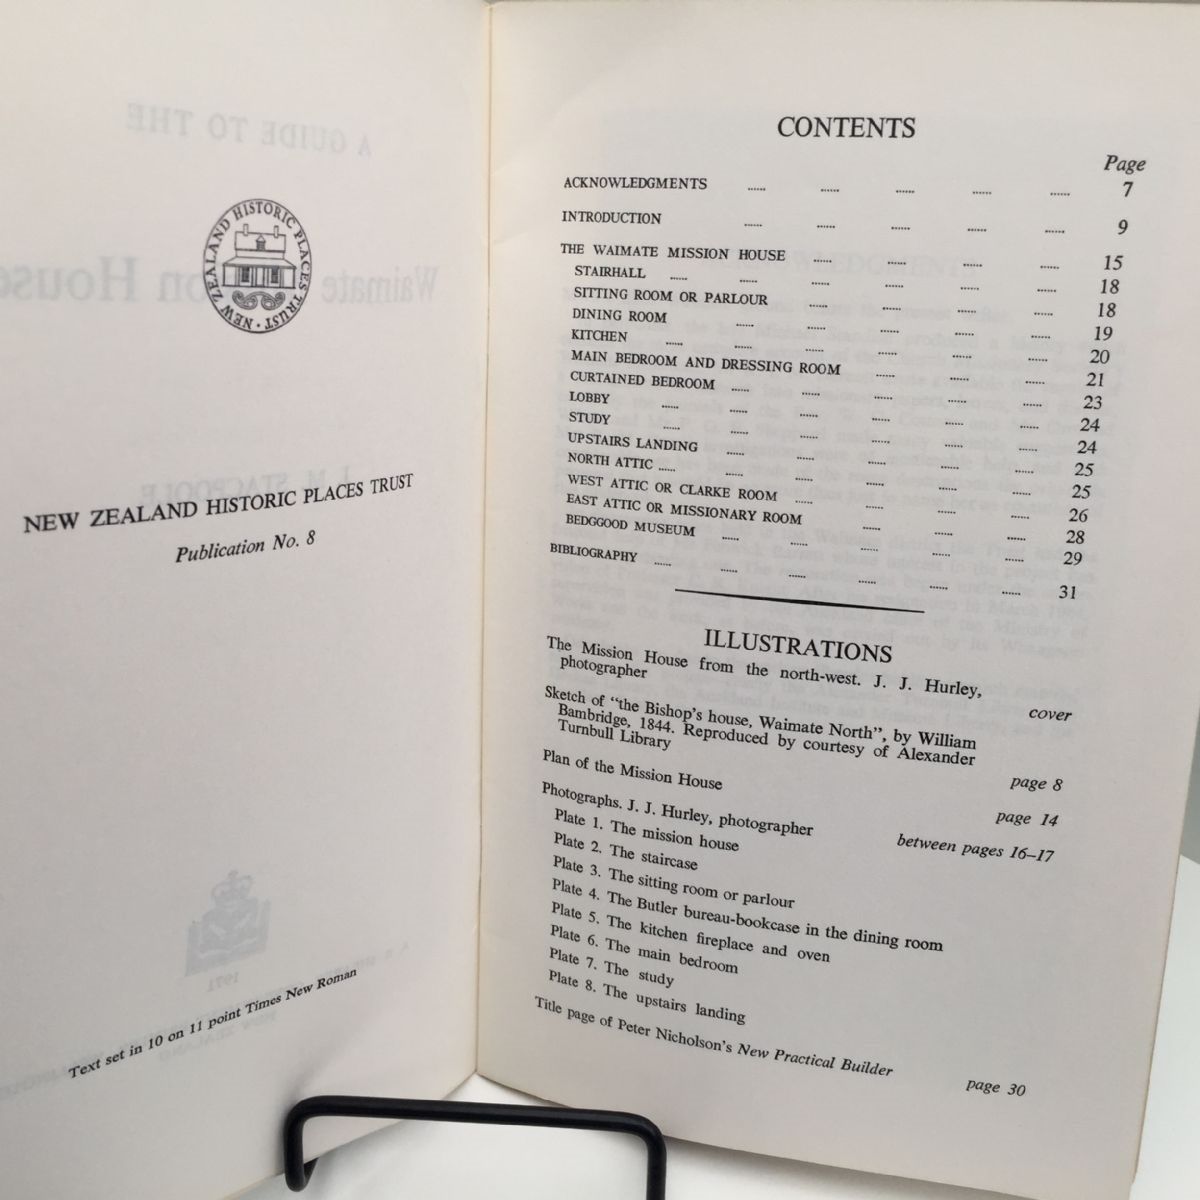 NEW ZEALAND HISTORIC PLACES TRUST
NEW ZEALAND HISTORIC PLACES TRUST
Publication No. 8
Text set in 10 on 11 point Times New Roman
CONTENTS
Page
ACKNOWLEDGMENTS ...... ...... ...... ...... ...... 7
INTRODUCTION ...... ...... ...... ...... ...... 9
THE WAIMATE MISSION HOUSE ...... ...... ...... ...... 15
STAIRHALL ...... ...... ...... ...... ...... ...... 18
SITTING ROOM OR PARLOUR ...... ...... ...... ...... 18
DINING ROOM ...... ...... ...... ...... ...... 19
KITCHEN ...... ...... ...... ...... ...... ...... 20
MAIN BEDROOM AND DRESSING ROOM ...... ...... ...... 21
CURTAINED BEDROOM ...... ...... ...... ...... ...... 23
LOBBY ...... ...... ...... ...... ...... ...... 24
STUDY ...... ...... ...... ...... ...... ...... 24
UPSTAIRS LANDING ...... ...... ...... ...... ...... 25
NORTH ATTIC ...... ...... ...... ...... ...... ...... 25
WEST ATTIC OR CLARKE ROOM ...... ...... ...... ...... 26
EAST ATTIC OR MISSIONARY ROOM ...... ...... ...... 28
BEDGGOOD MUSEUM ...... ...... ...... ...... ...... 29
BIBLIOGRAPHY ...... ...... ...... ...... ...... ...... 31
ILLUSTRATIONS
The Mission House from the north-west. J. J. Hurley,
photographer cover
Sketch of "the Bishop's house, Waimate North", by William
Bambridge, 1844. Reproduced by courtesy of Alexander
Turnbull Library page 8
Plan of the Mission House page 14
Photographs. J. J. Hurley, photographer between pages 16–17
Plate 1. The mission house
Plate 2. The staircase
Plate 3. The sitting room or parlour
Plate 4. The Butler bureau-bookcase in the dining room
Plate 5. The kitchen fireplace and oven
Plate 6. The main bedroom
Plate 7. The study
Plate 8. The upstairs landing
Title page of Peter Nicholson's New Practical Builder page 30